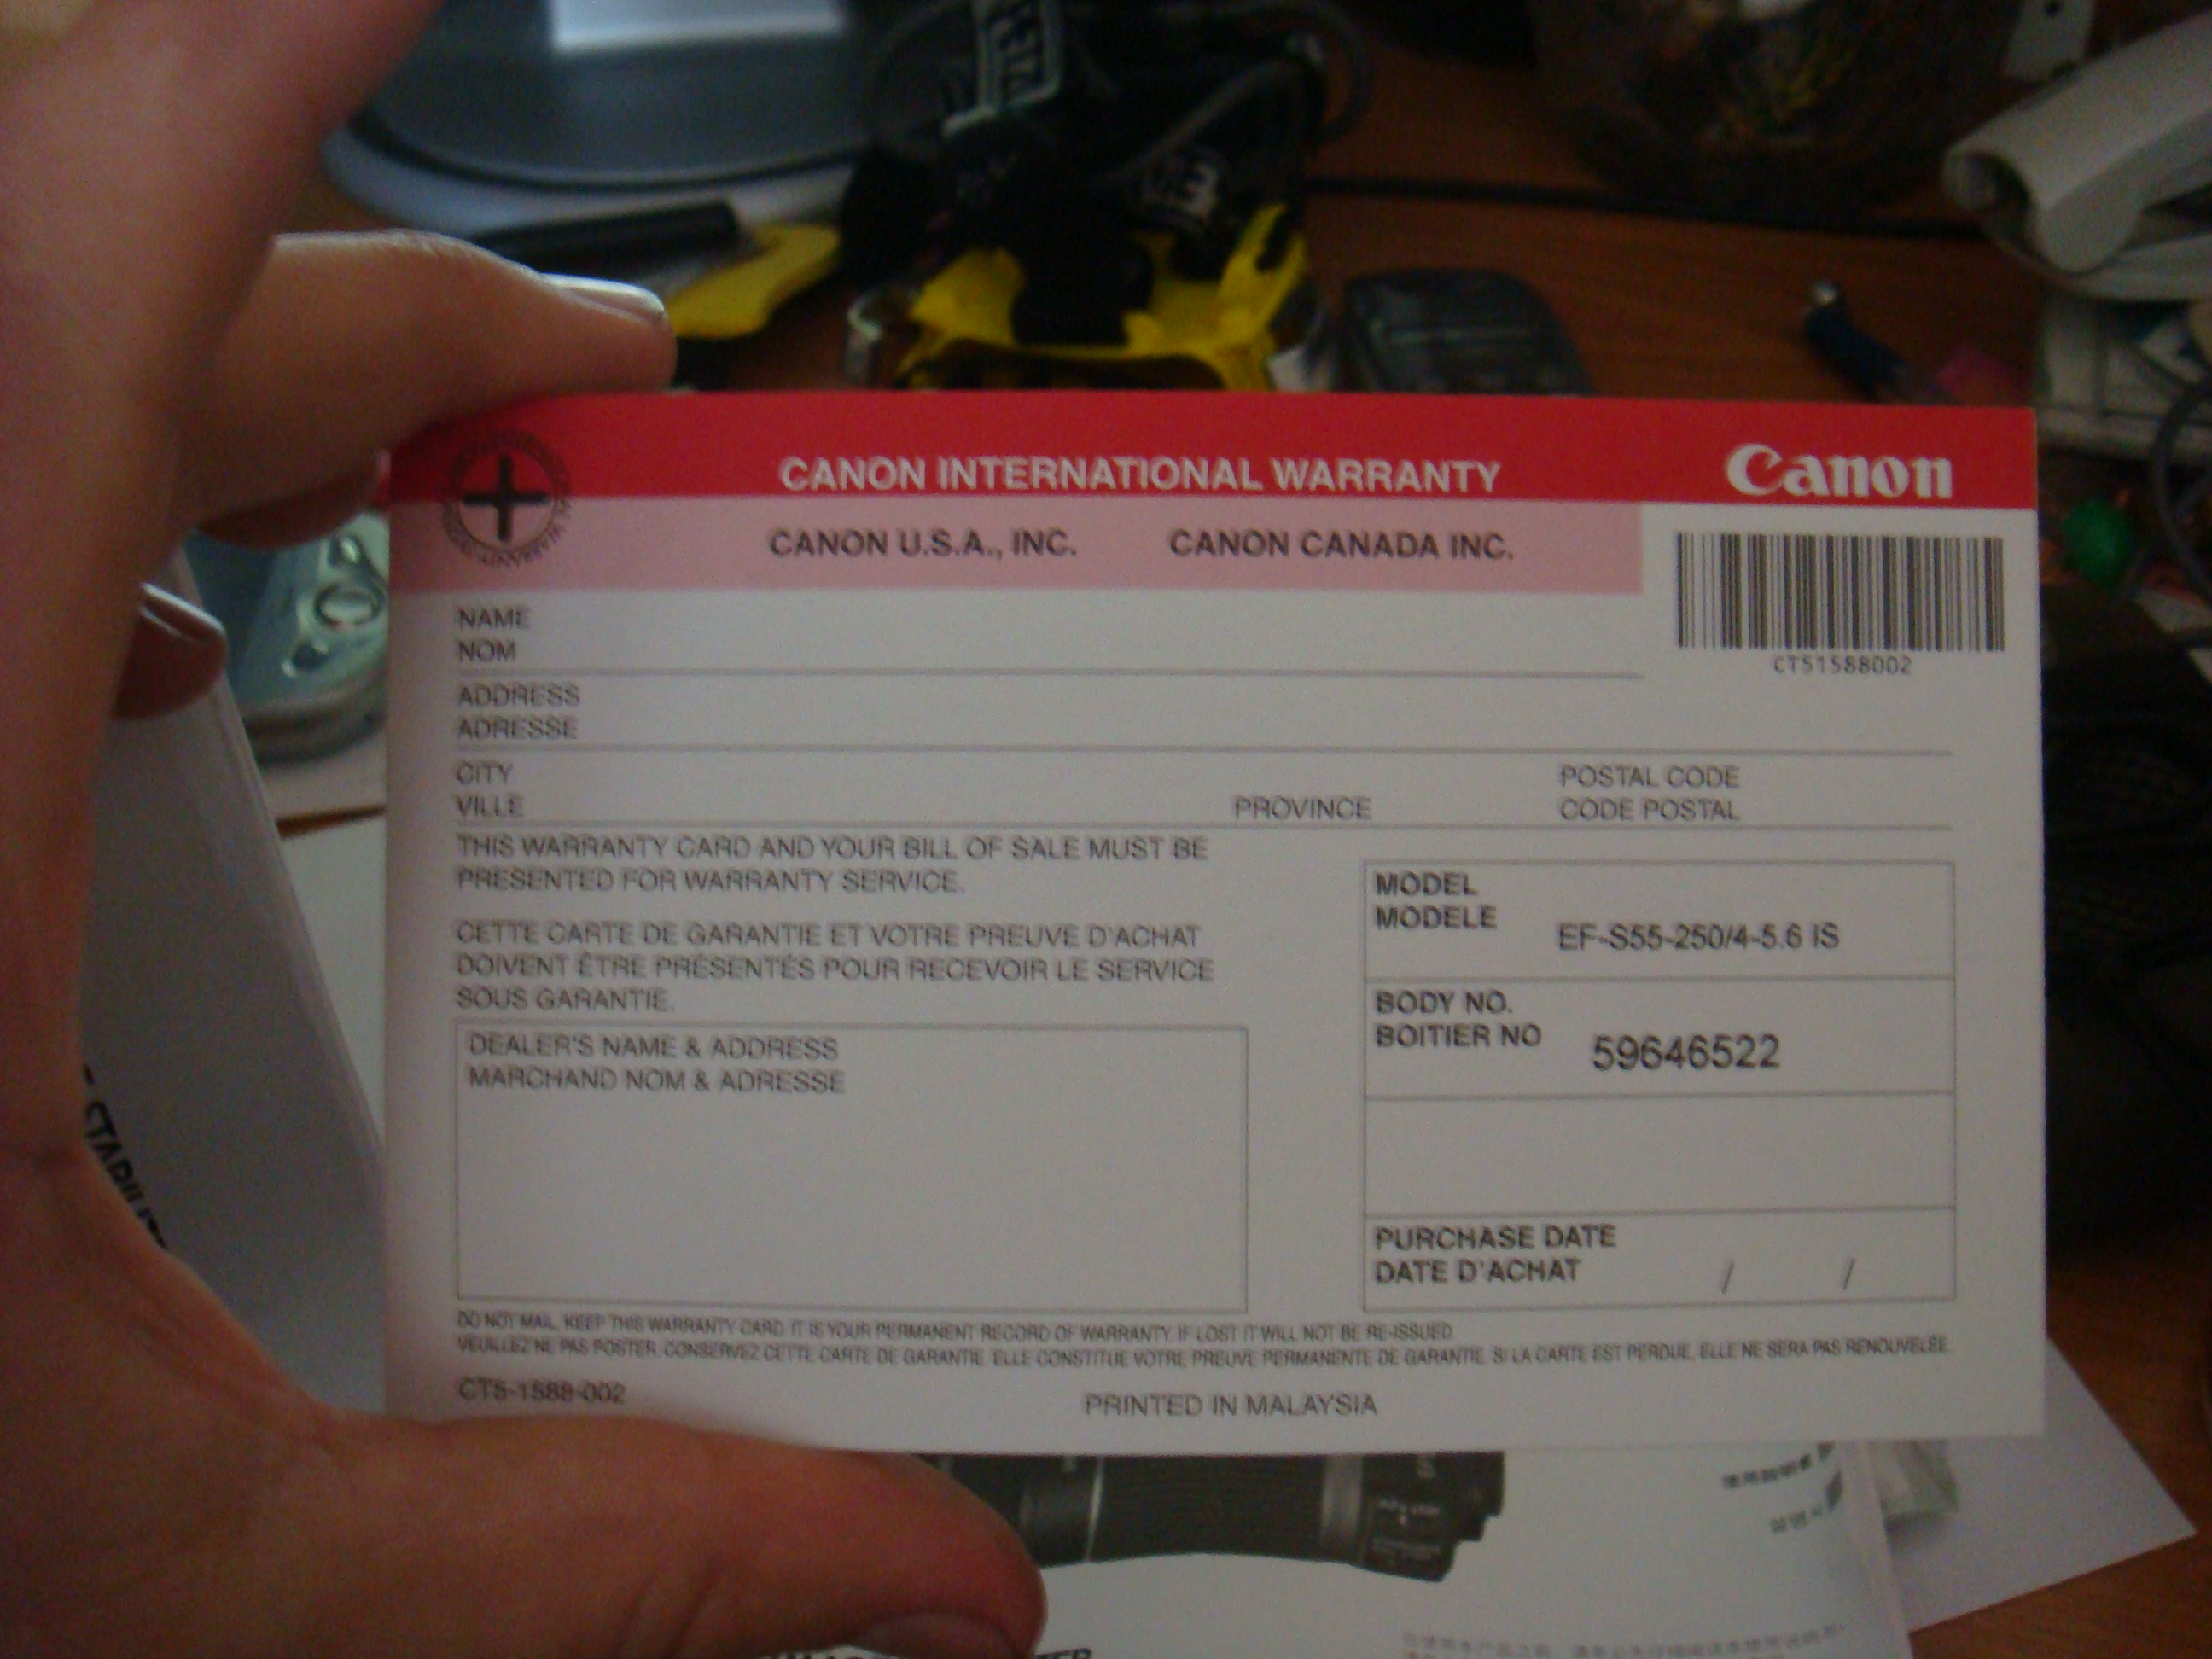 CANON INTERNATIONAL WARRANTY
Canon
CANON U.S.A., INC. CANON CANADA INC.
CT51588002
NAME
NOM
ADDRESS
ADRESSE
CITY
VILLE
PROVINCE
POSTAL CODE
CODE POSTAL
THIS WARRANTY CARD AND YOUR BILL OF SALE MUST BE
PRESENTED FOR WARRANTY SERVICE.
CETTE CARTE DE GARANTIE ET VOTRE PREUVE D'ACHAT
DOIVENT ÊTRE PRÉSENTÉS POUR RECEVOIR LE SERVICE
SOUS GARANTIE.
DEALER'S NAME & ADDRESS
MARCHAND NOM & ADRESSE
MODEL
MODELE
EF-S55-250/4-5.6 IS
BODY NO.
BOITIER NO
59646522
PURCHASE DATE
DATE D'ACHAT / /
DO NOT MAIL. KEEP THIS WARRANTY CARD. IT IS YOUR PERMANENT RECORD OF WARRANTY. IF LOST IT WILL NOT BE RE-ISSUED.
VEUILLEZ NE PAS POSTER. CONSERVEZ CETTE CARTE DE GARANTIE. ELLE CONSTITUE VOTRE PREUVE PERMANENTE DE GARANTIE. SI LA CARTE EST PERDUE, ELLE NE SERA PAS RENOUVELÉE.
CT5-1588-002
PRINTED IN MALAYSIA